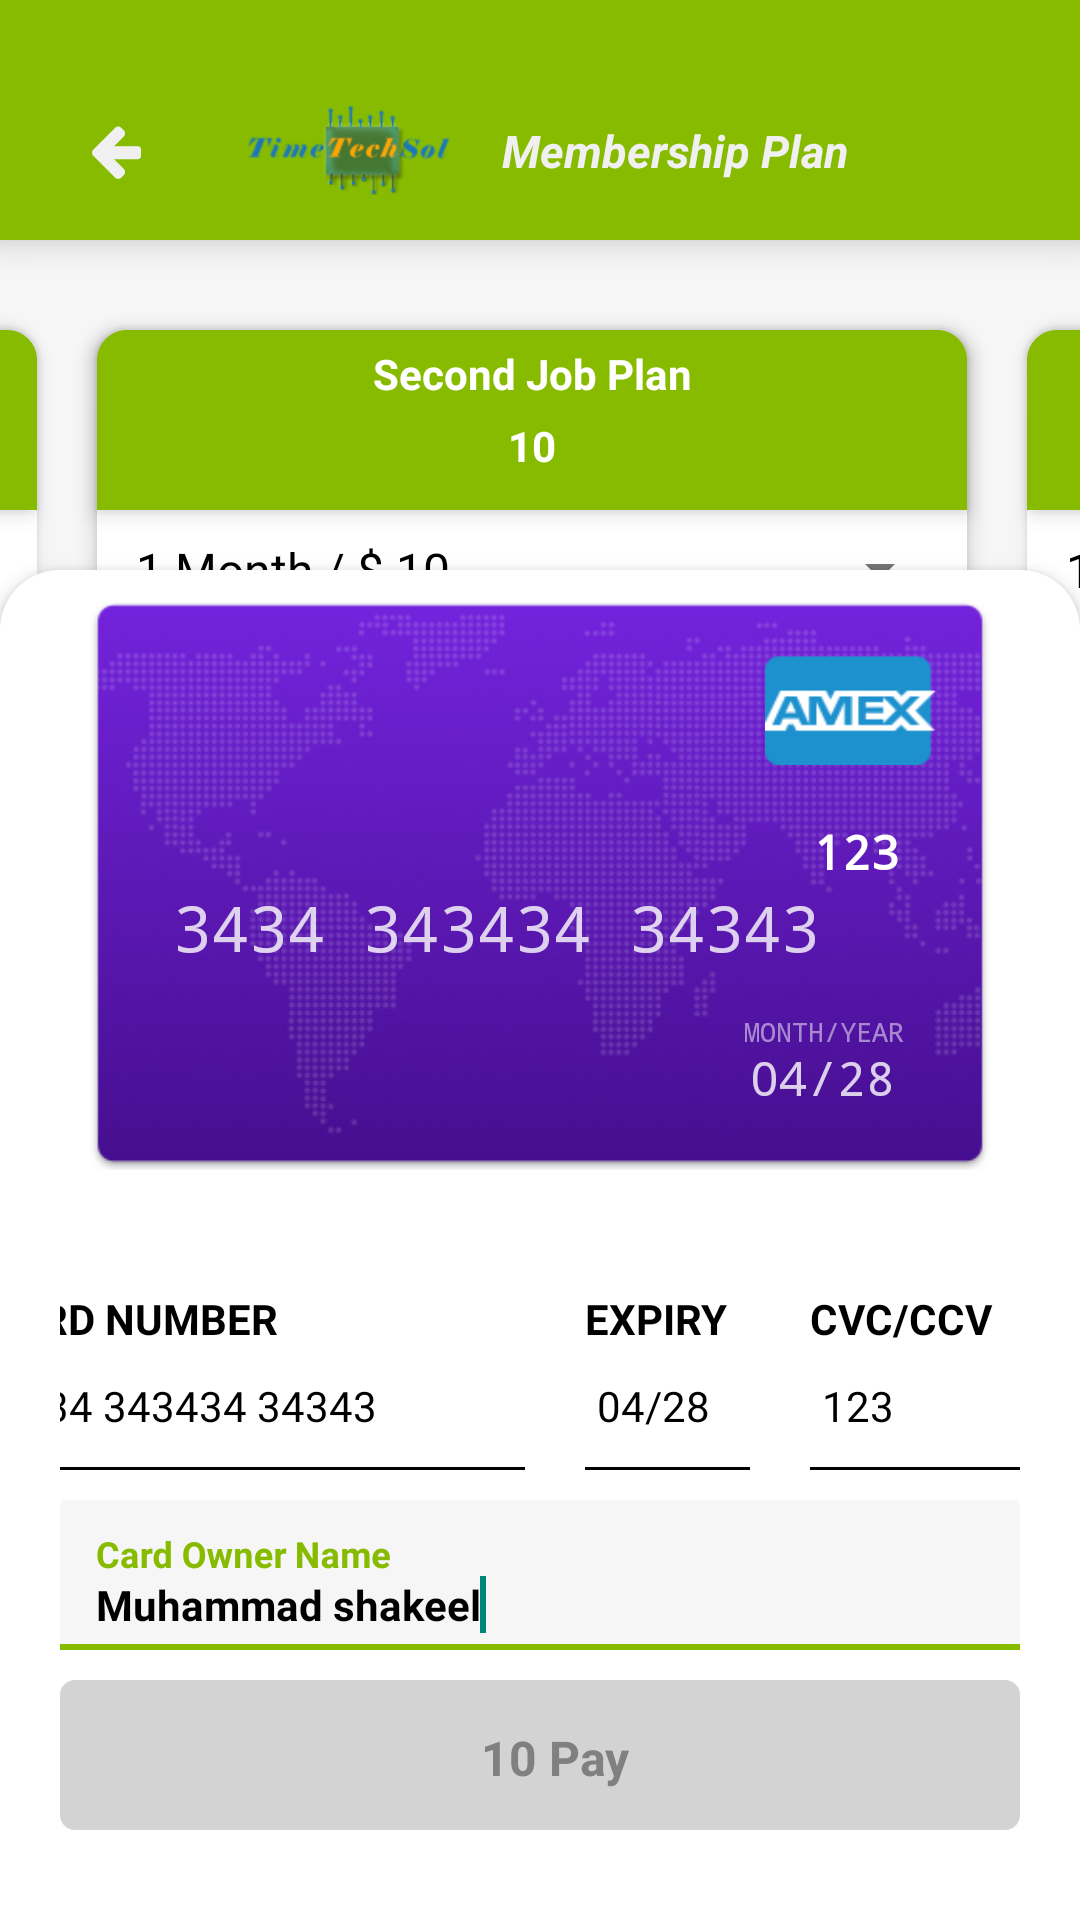 TimeTechSol
Membership Plan
Second Job Plan
10
1 Month / $ 10
1
AMEX
123
3434 343434 34343
MONTH/YEAR
04/28
RD NUMBER
EXPIRY
CVC/CCV
34 343434 34343
04/28
123
Card Owner Name
Muhammad shakeel
10 Pay